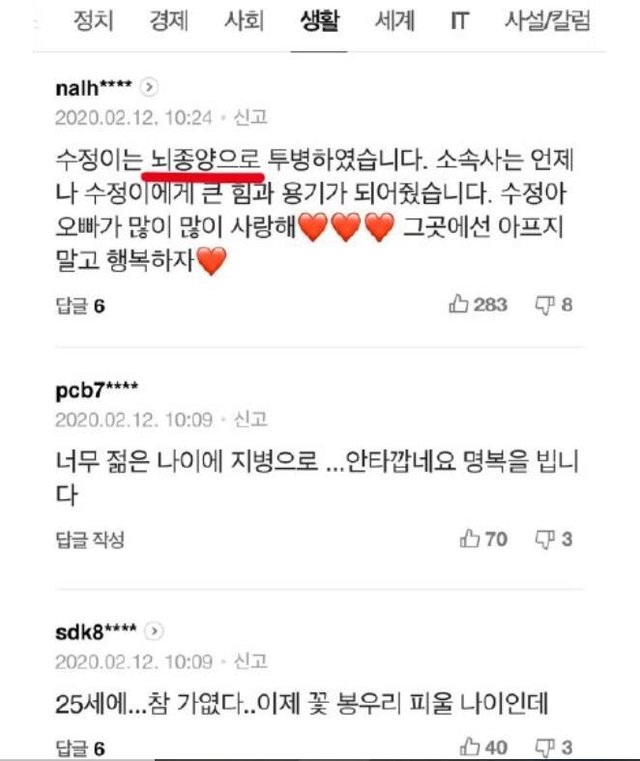 정치 경제 사회 생활 세계 IT 사설/칼럼
nalh****
2020.02.12. 10:24 · 신고
수정이는 뇌종양으로 투병하였습니다. 소속사는 언제
나 수정이에게 큰 힘과 용기가 되어줬습니다. 수정아
오빠가 많이 많이 사랑해❤❤❤ 그곳에선 아프지
말고 행복하자❤
답글 6 283 8
pcb7****
2020.02.12. 10:09 · 신고
너무 젊은 나이에 지병으로 ...안타깝네요 명복을 빕니
다
답글 작성 70 3
sdk8****
2020.02.12. 10:09 · 신고
25세에...참 가엾다..이제 꽃 봉우리 피울 나이인데
답글 6 40 3